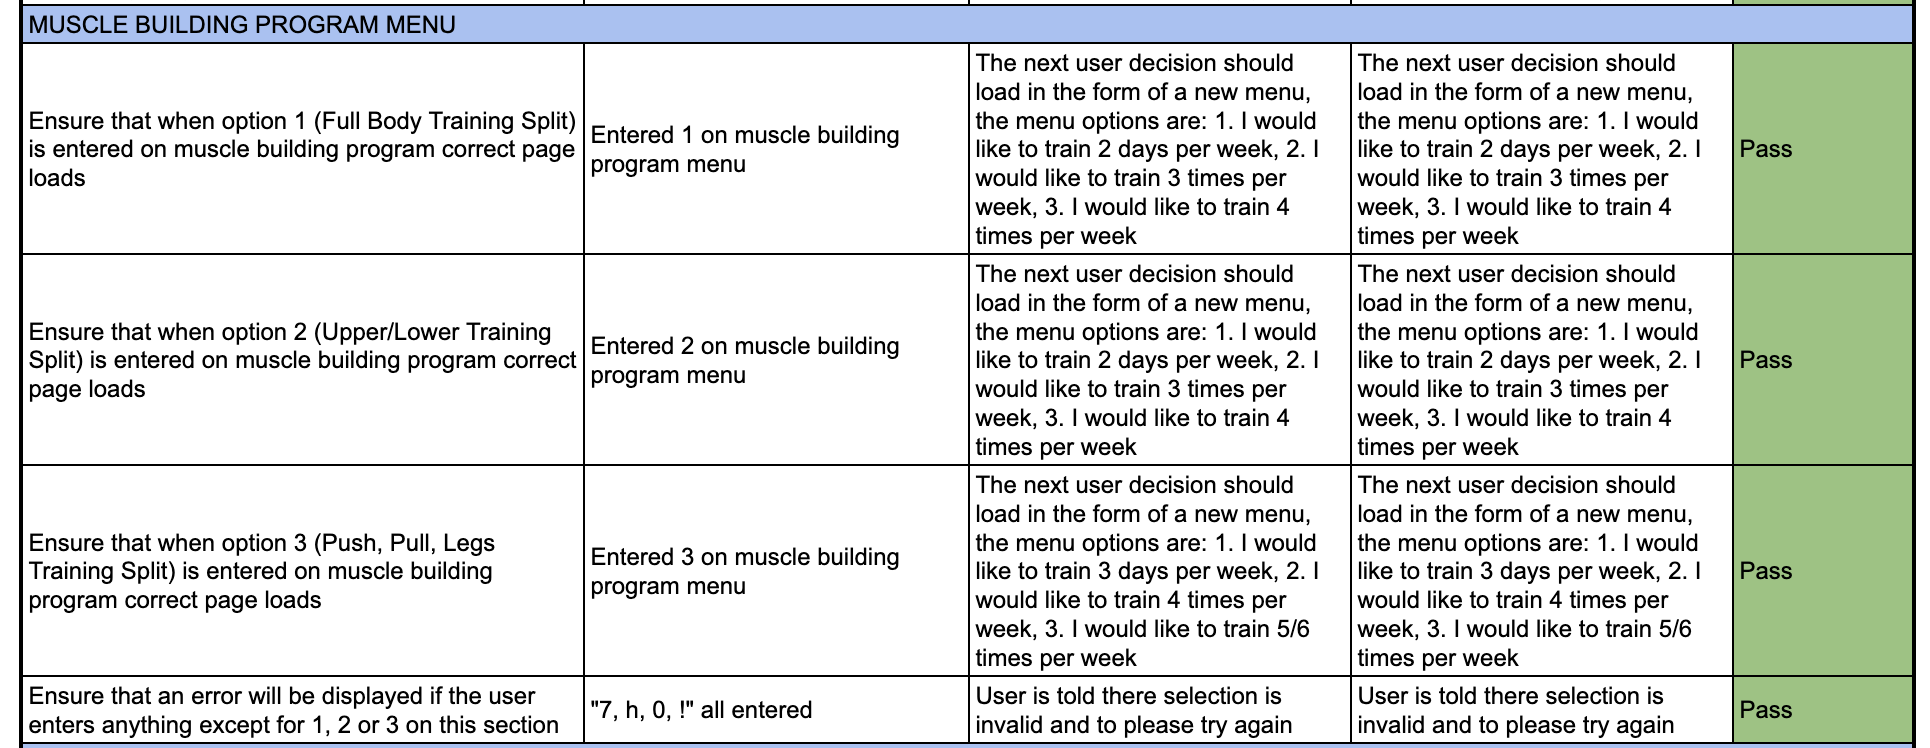 MUSCLE BUILDING PROGRAM MENU
Ensure that when option 1 (Full Body Training Split)
is entered on muscle building program correct page
loads
Entered 1 on muscle building
program menu
The next user decision should
load in the form of a new menu,
the menu options are: 1. I would
like to train 2 days per week, 2. I
would like to train 3 times per
week, 3. I would like to train 4
times per week
The next user decision should
load in the form of a new menu,
the menu options are: 1. I would
like to train 2 days per week, 2. I
would like to train 3 times per
week, 3. I would like to train 4
times per week
Pass
Ensure that when option 2 (Upper/Lower Training
Split) is entered on muscle building program correct
page loads
Entered 2 on muscle building
program menu
The next user decision should
load in the form of a new menu,
the menu options are: 1. I would
like to train 2 days per week, 2. I
would like to train 3 times per
week, 3. I would like to train 4
times per week
The next user decision should
load in the form of a new menu,
the menu options are: 1. I would
like to train 2 days per week, 2. I
would like to train 3 times per
week, 3. I would like to train 4
times per week
Pass
Ensure that when option 3 (Push, Pull, Legs
Training Split) is entered on muscle building
program correct page loads
Entered 3 on muscle building
program menu
The next user decision should
load in the form of a new menu,
the menu options are: 1. I would
like to train 3 days per week, 2. I
would like to train 4 times per
week, 3. I would like to train 5/6
times per week
The next user decision should
load in the form of a new menu,
the menu options are: 1. I would
like to train 3 days per week, 2. I
would like to train 4 times per
week, 3. I would like to train 5/6
times per week
Pass
Ensure that an error will be displayed if the user
enters anything except for 1, 2 or 3 on this section
"7, h, 0, !" all entered
User is told there selection is
invalid and to please try again
User is told there selection is
invalid and to please try again
Pass